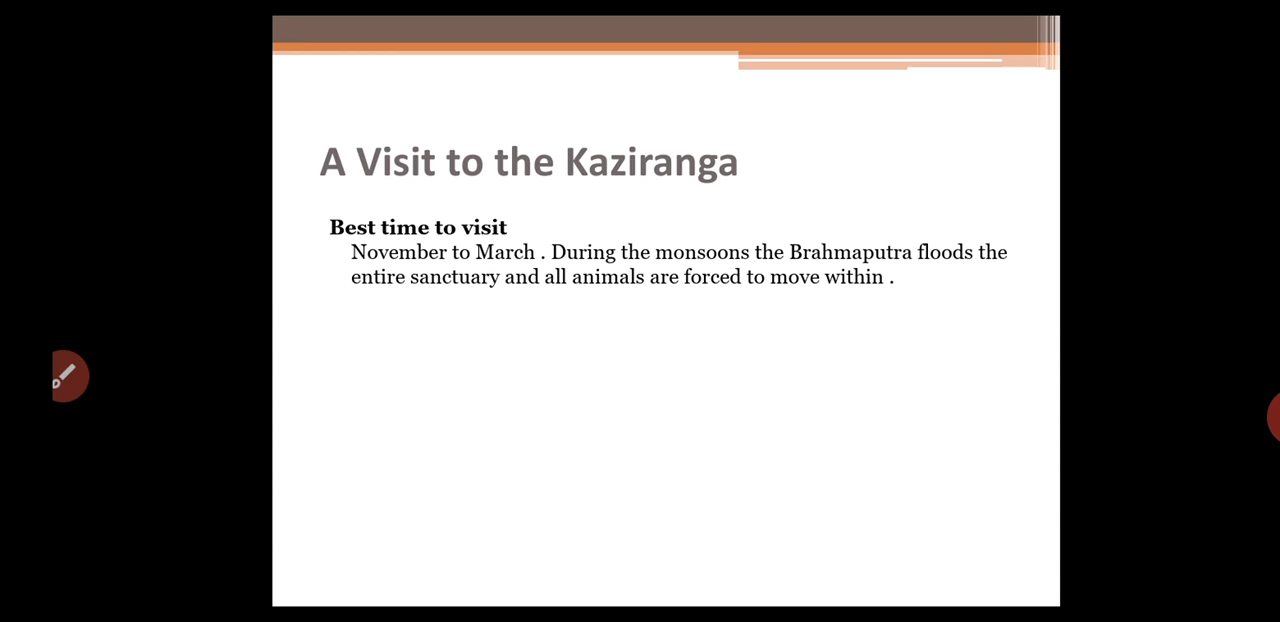 A Visit to the Kaziranga
Best time to visit
November to March . During the monsoons the Brahmaputra floods the
entire sanctuary and all animals are forced to move within .